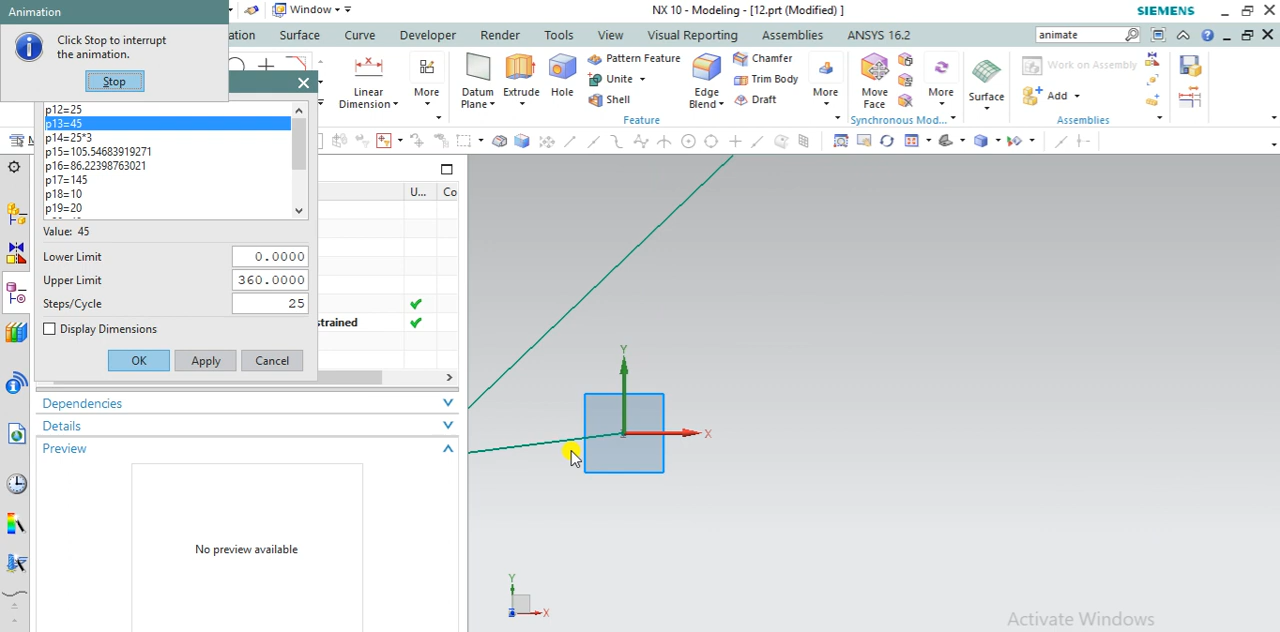 Animation
Window
NX 10 - Modeling - [12.prt (Modified) ]
SIEMENS
Click Stop to interrupt
the animation.
Stop
ation
Surface
Curve
Developer
Render
Tools
View
Visual Reporting
Assemblies
ANSYS 16.2
animate
Linear
Dimension
More
Datum
Plane
Extrude
Hole
Pattern Feature
Unite
Shell
Edge
Blend
Chamfer
Trim Body
Draft
More
Feature
Move
Face
More
Synchronous Mod...
Surface
Work on Assembly
Add
Assemblies
p12=25
p13=45
p14=25*3
p15=105.54683919271
p16=86.22398763021
p17=145
p18=10
p19=20
Value: 45
Lower Limit
0.0000
Upper Limit
360.0000
Steps/Cycle
25
Display Dimensions
OK
Apply
Cancel
U...
Co
strained
Dependencies
Details
Preview
No preview available
Y
X
Y
X
Activate Windows